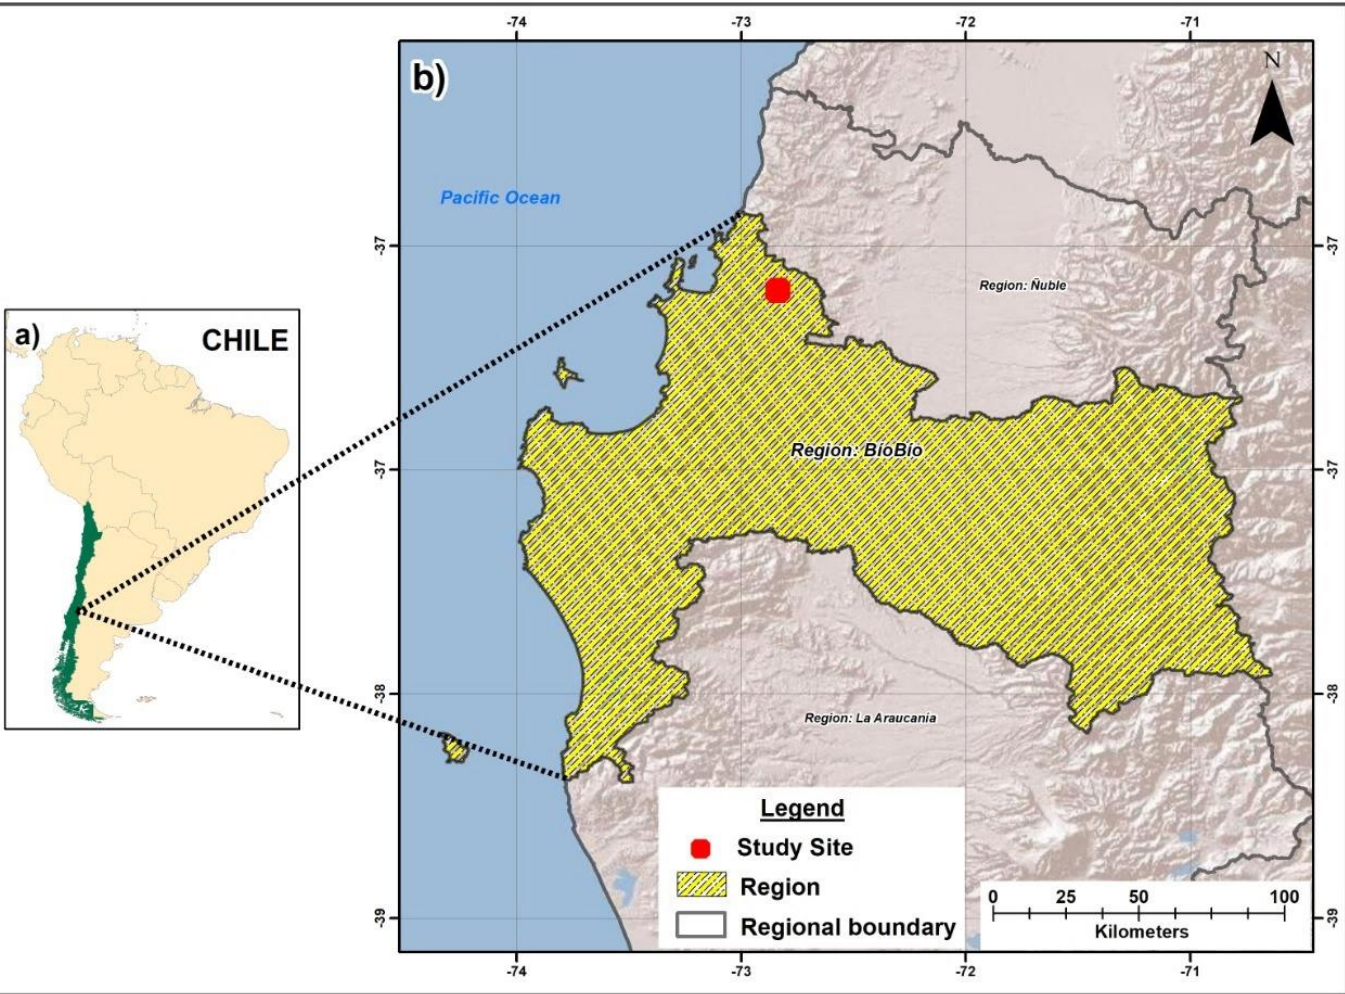 -74 -73 -72 -71
b)
N
Pacific Ocean
-37 -37
Region: Ñuble
a) CHILE
Region: BíoBío
-37 -37
-38 -38
Region: La Araucanía
Legend
Study Site
Region
Regional boundary
0 25 50 100
Kilometers
-39 -39
-74 -73 -72 -71